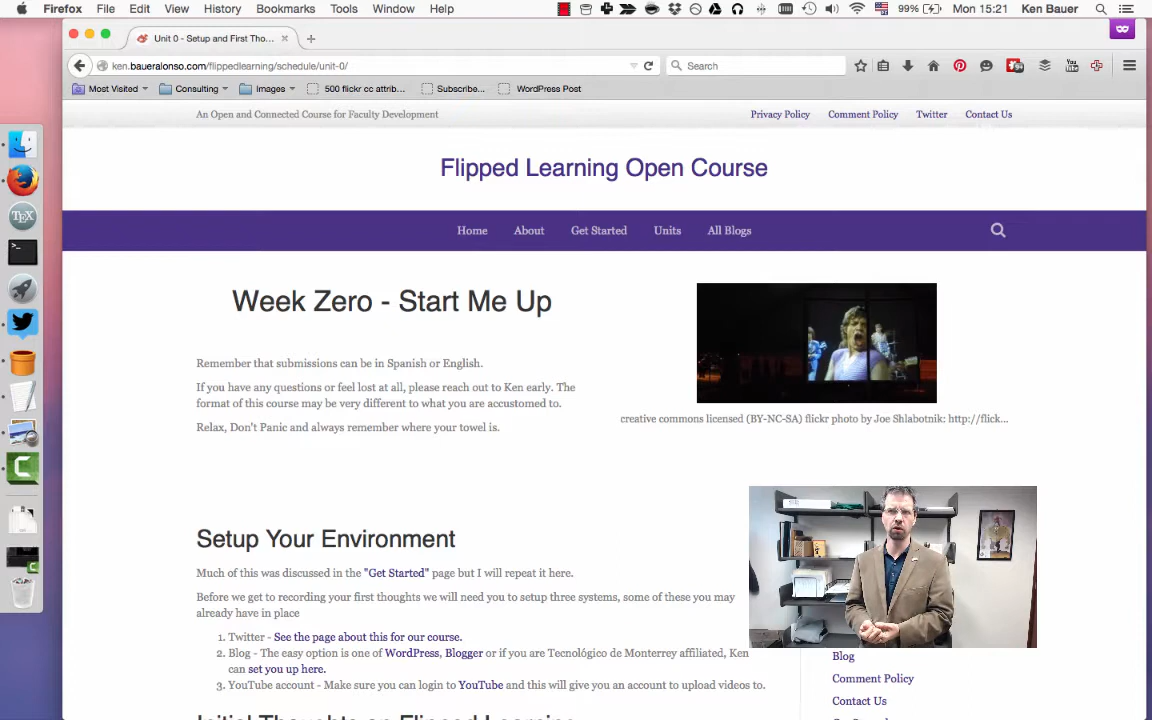 Firefox File Edit View History Bookmarks Tools Window Help 99% Mon 15:21 Ken Bauer
Unit 0 - Setup and First Tho...
ken.baueralonso.com/flippedlearning/schedule/unit-0/ Search
Most Visited Consulting Images 500 flickr cc attrib... Subscribe... WordPress Post
An Open and Connected Course for Faculty Development Privacy Policy Comment Policy Twitter Contact Us
Flipped Learning Open Course
Home About Get Started Units All Blogs
Week Zero - Start Me Up
Remember that submissions can be in Spanish or English.
If you have any questions or feel lost at all, please reach out to Ken early. The
format of this course may be very different to what you are accustomed to.
Relax, Don't Panic and always remember where your towel is.
creative commons licensed (BY-NC-SA) flickr photo by Joe Shlabotnik: http://flick...
Setup Your Environment
Much of this was discussed in the "Get Started" page but I will repeat it here.
Before we get to recording your first thoughts we will need you to setup three systems, some of these you may
already have in place
1. Twitter - See the page about this for our course.
2. Blog - The easy option is one of WordPress, Blogger or if you are Tecnológico de Monterrey affiliated, Ken
can set you up here.
3. YouTube account - Make sure you can login to YouTube and this will give you an account to upload videos to.
Initial Thoughts on Flipped Learning
Blog
Comment Policy
Contact Us
TEX